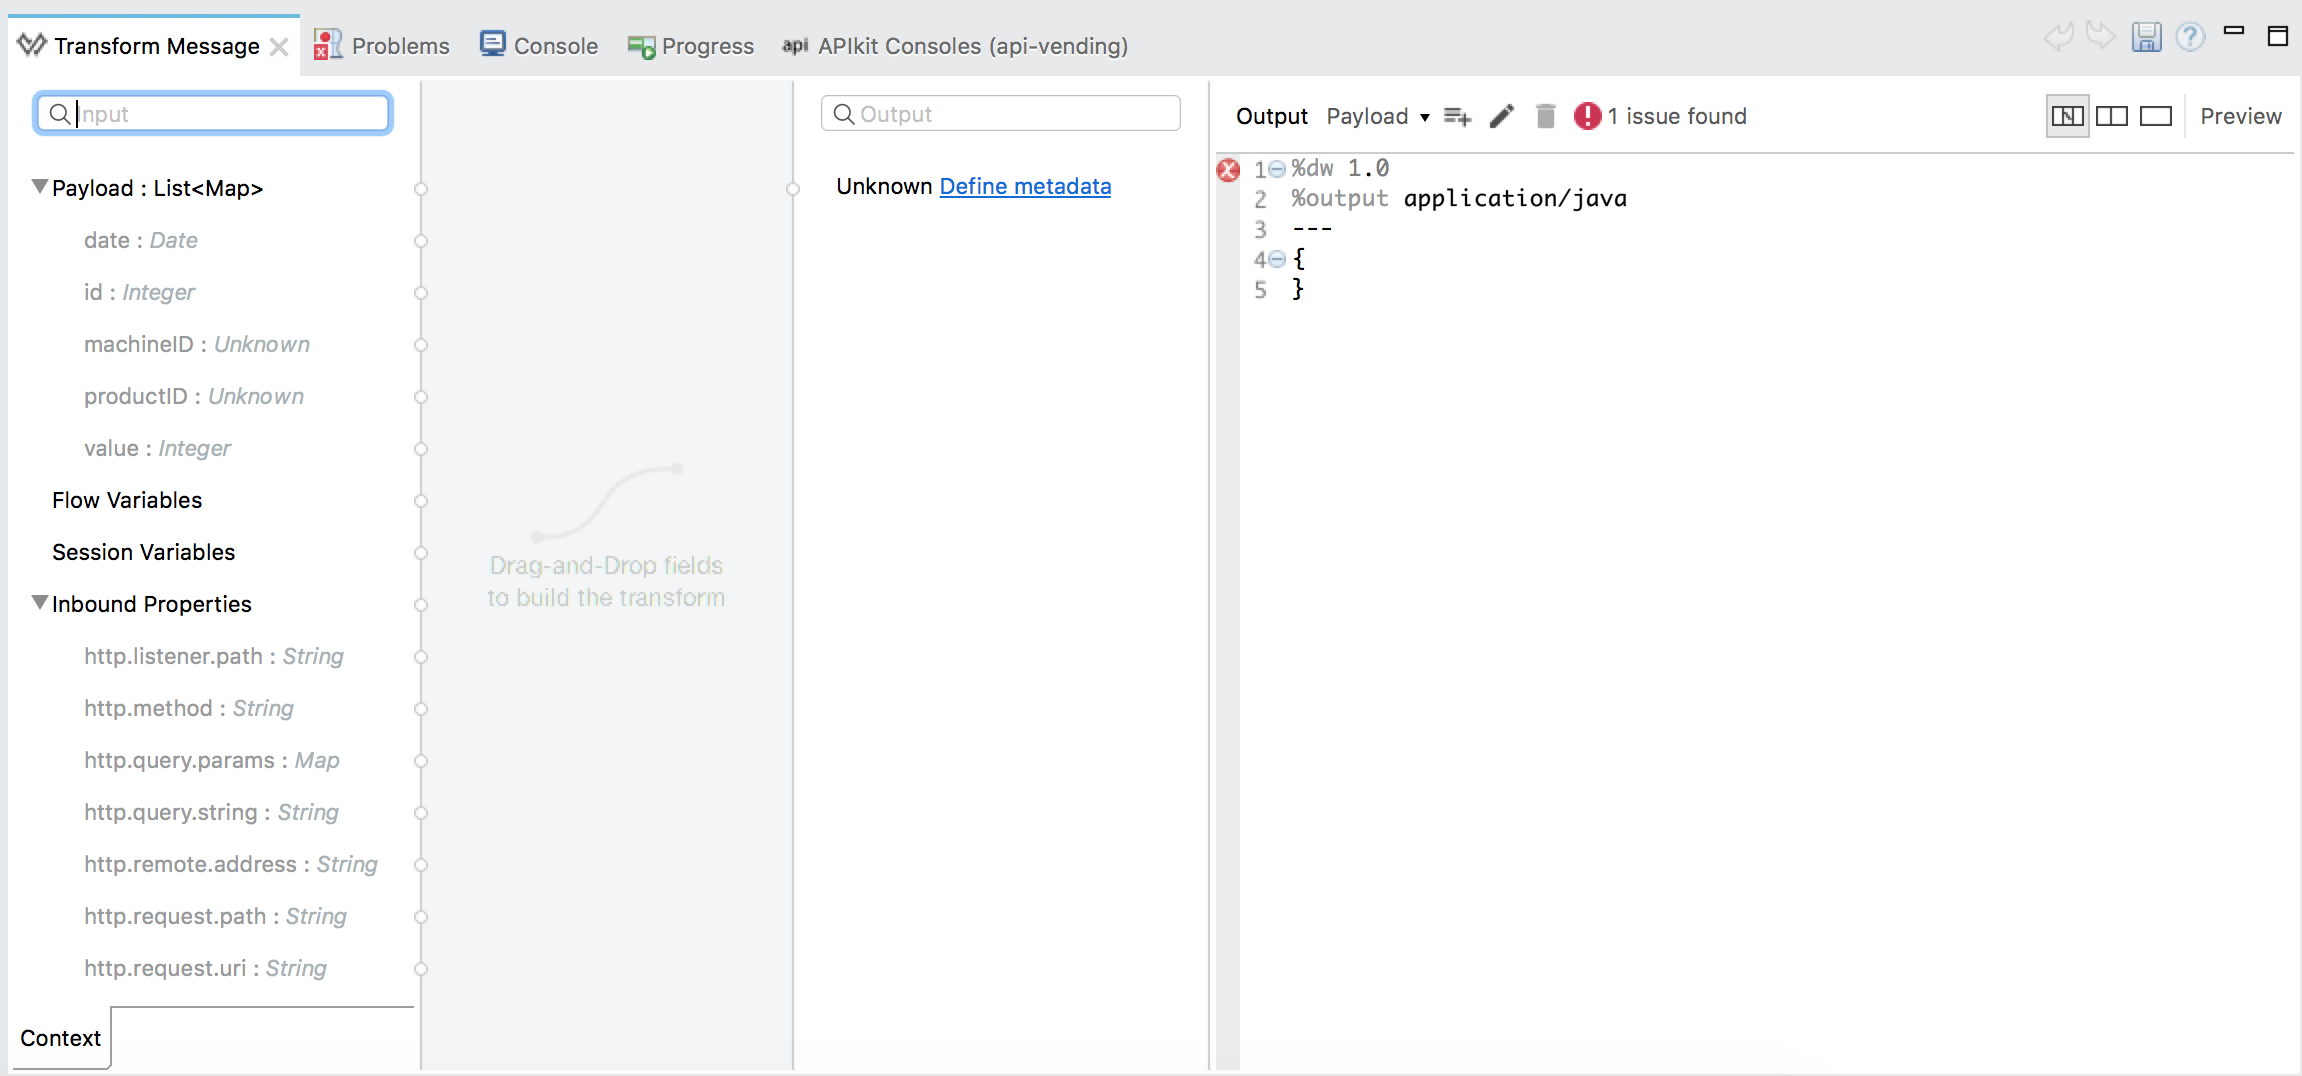 Transform Message Problems Console Progress api APIkit Consoles (api-vending)
Input
Output
Output Payload 1 issue found Preview
Payload : List<Map>
date : Date
id : Integer
machineID : Unknown
productID : Unknown
value : Integer
Flow Variables
Session Variables
Inbound Properties
http.listener.path : String
http.method : String
http.query.params : Map
http.query.string : String
http.remote.address : String
http.request.path : String
http.request.uri : String
Context
Drag-and-Drop fields
to build the transform
Unknown Define metadata
1 %dw 1.0
2 %output application/java
3 ---
4 {
5 }